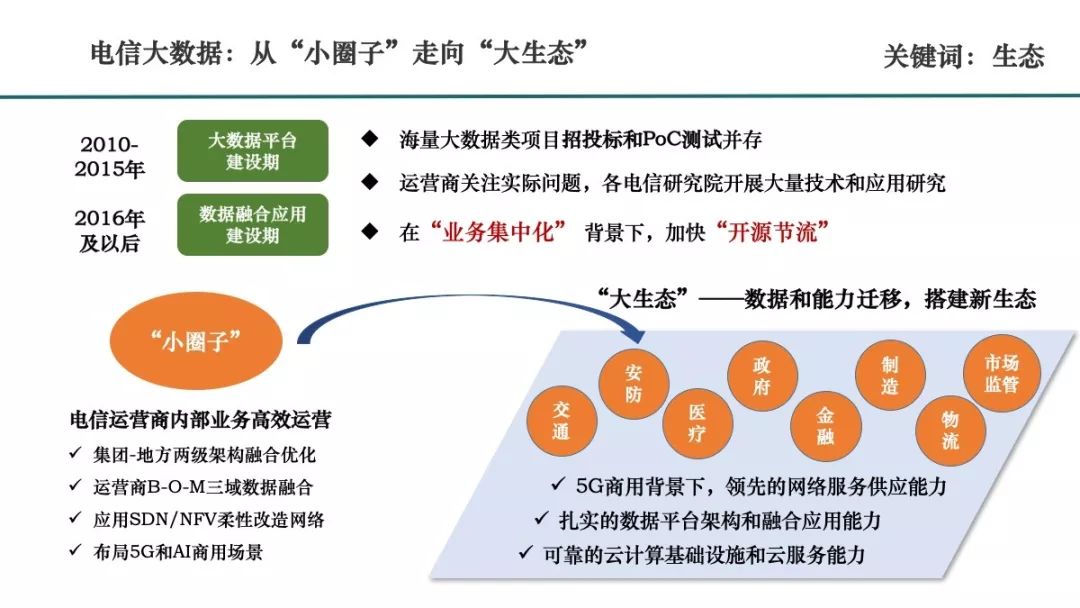 电信大数据：从“小圈子”走向“大生态”
关键词：生态
2010-
2015年
大数据平台
建设期
2016年
及以后
数据融合应用
建设期
◆ 海量大数据类项目招投标和PoC测试并存
◆ 运营商关注实际问题，各电信研究院开展大量技术和应用研究
◆ 在“业务集中化” 背景下，加快“开源节流”
“小圈子”
电信运营商内部业务高效运营
✓ 集团-地方两级架构融合优化
✓ 运营商B-O-M三域数据融合
✓ 应用SDN/NFV柔性改造网络
✓ 布局5G和AI商用场景
“大生态”——数据和能力迁移，搭建新生态
交
通
安
防
医
疗
政
府
金
融
制
造
物
流
市场
监管
✓ 5G商用背景下，领先的网络服务供应能力
✓ 扎实的数据平台架构和融合应用能力
✓ 可靠的云计算基础设施和云服务能力